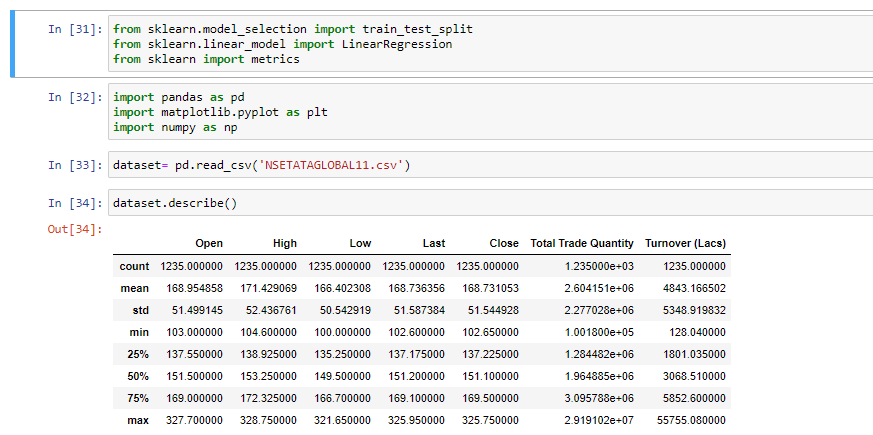 In [31]: from sklearn.model_selection import train_test_split
from sklearn.linear_model import LinearRegression
from sklearn import metrics
In [32]: import pandas as pd
import matplotlib.pyplot as plt
import numpy as np
In [33]: dataset= pd.read_csv('NSETATAGLOBAL11.csv')
In [34]: dataset.describe()
Out[34]:
Open High Low Last Close Total Trade Quantity Turnover (Lacs)
count 1235.000000 1235.000000 1235.000000 1235.000000 1235.000000 1.235000e+03 1235.000000
mean 168.954858 171.429069 166.402308 168.736356 168.731053 2.604151e+06 4843.166502
std 51.499145 52.436761 50.542919 51.587384 51.544928 2.277028e+06 5348.919832
min 103.000000 104.600000 100.000000 102.600000 102.650000 1.001800e+05 128.040000
25% 137.550000 138.925000 135.250000 137.175000 137.225000 1.284482e+06 1801.035000
50% 151.500000 153.250000 149.500000 151.200000 151.100000 1.964885e+06 3068.510000
75% 169.000000 172.325000 166.700000 169.100000 169.500000 3.095788e+06 5852.600000
max 327.700000 328.750000 321.650000 325.950000 325.750000 2.919102e+07 55755.080000